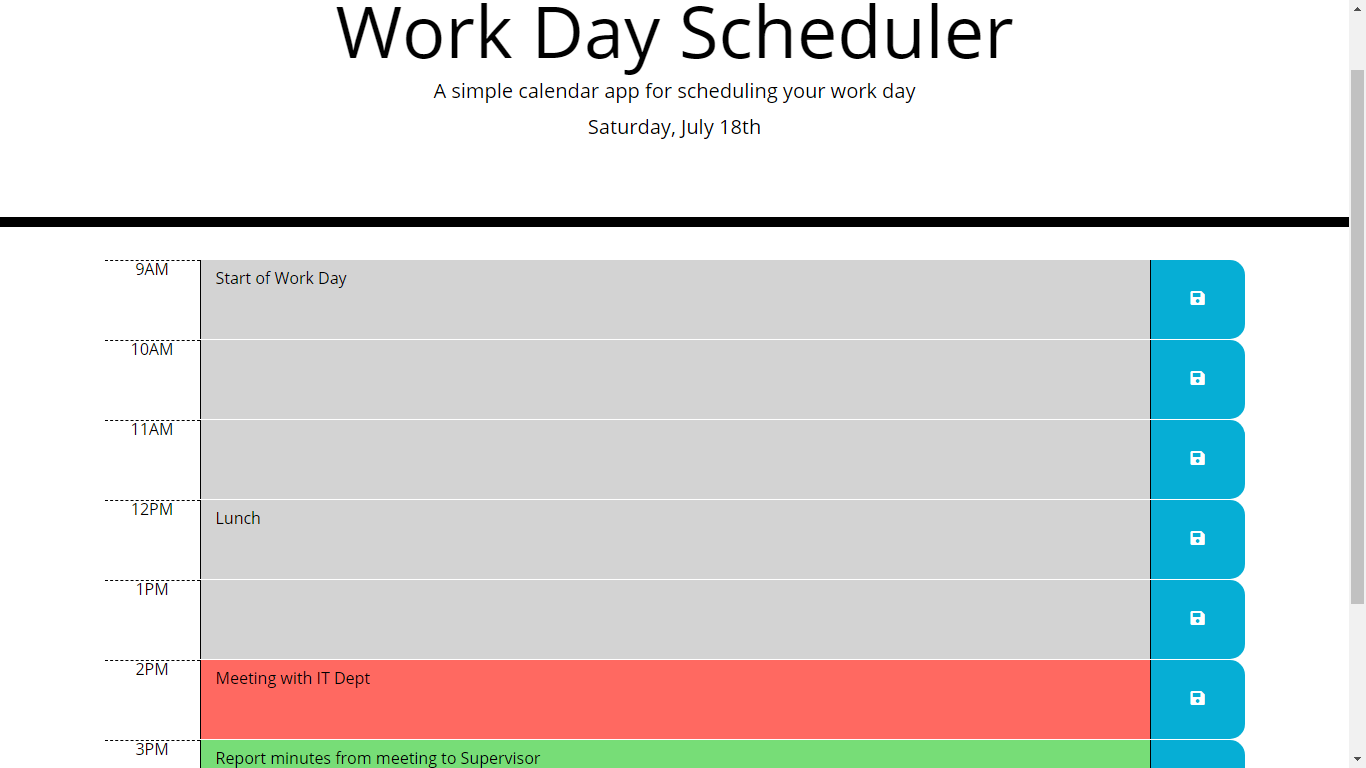 Work Day Scheduler
A simple calendar app for scheduling your work day
Saturday, July 18th
9AM
Start of Work Day
10AM
11AM
12PM
Lunch
1PM
2PM
Meeting with IT Dept
3PM
Report minutes from meeting to Supervisor